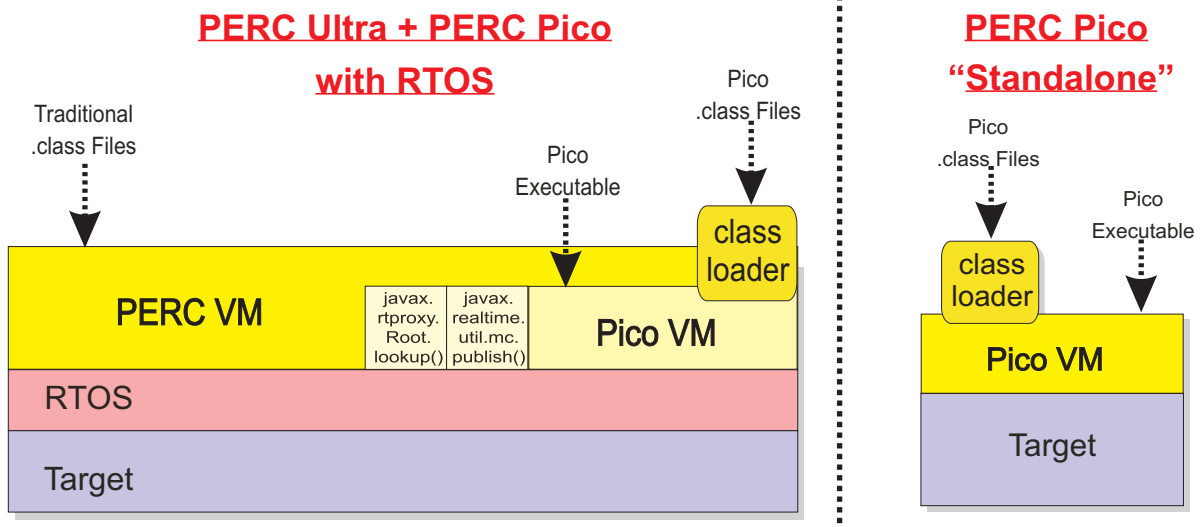 PERC Ultra + PERC Pico
with RTOS
Traditional
.class Files
Pico
Executable
Pico
.class Files
class
loader
PERC VM
javax.
rtproxy.
Root.
lookup()
javax.
realtime.
util.mc.
publish()
Pico VM
RTOS
Target
PERC Pico
“Standalone”
Pico
.class Files
Pico
Executable
class
loader
Pico VM
Target